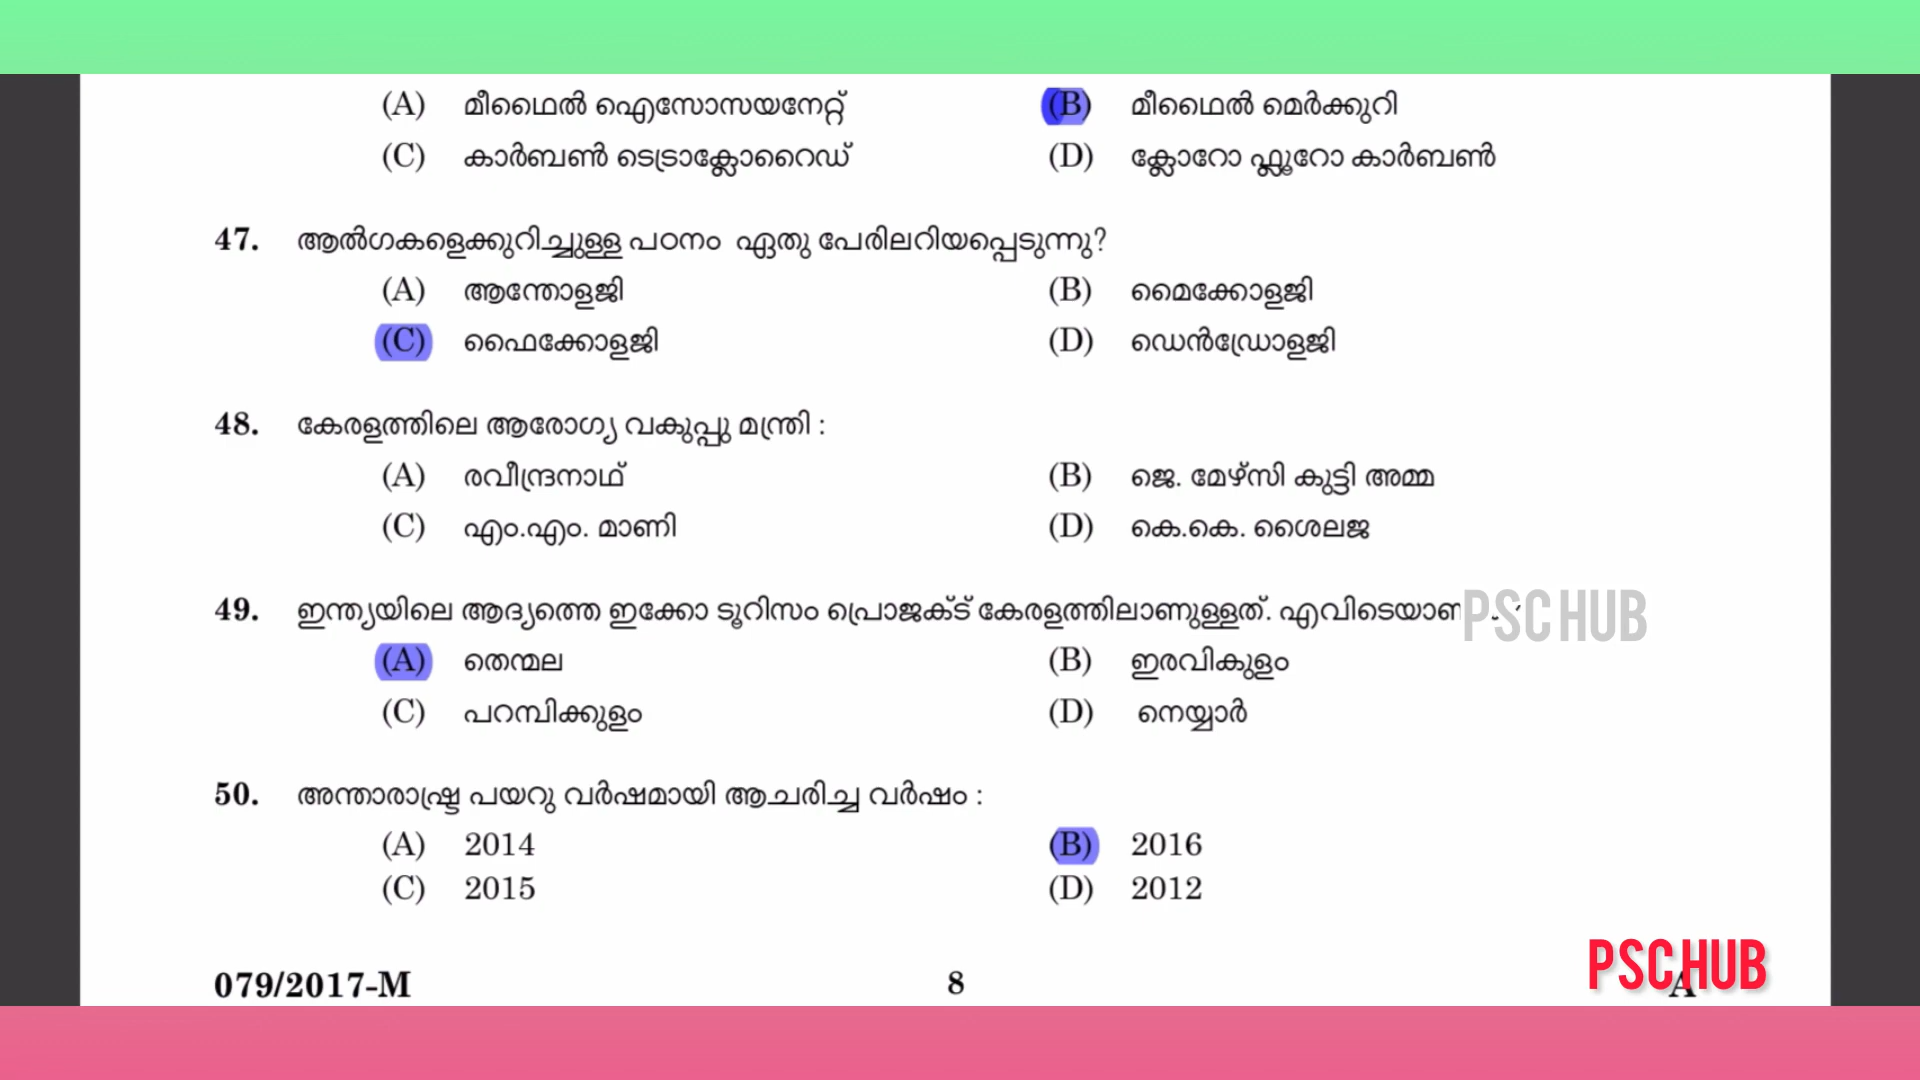 (A) മീഥൈൽ ഐസോസയനേറ്റ് (B) മീഥൈൽ മെർക്കുറി
(C) കാർബൺ ടെട്രാക്ലോറൈഡ് (D) ക്ലോറോ ഫ്ലൂറോ കാർബൺ
47. ആൽഗകളെക്കുറിച്ചുള്ള പഠനം ഏതു പേരിലറിയപ്പെടുന്നു?
(A) ആന്തോളജി (B) മൈക്കോളജി
(C) ഫൈക്കോളജി (D) ഡെൻഡ്രോളജി
48. കേരളത്തിലെ ആരോഗ്യ വകുപ്പു മന്ത്രി :
(A) രവീന്ദ്രനാഥ് (B) ജെ. മേഴ്സി കുട്ടി അമ്മ
(C) എം.എം. മാണി (D) കെ.കെ. ശൈലജ
49. ഇന്ത്യയിലെ ആദ്യത്തെ ഇക്കോ ടൂറിസം പ്രൊജക്ട് കേരളത്തിലാണുള്ളത്.
PSC HUB
(A) തെന്മല (B) ഇരവികുളം
(C) പറമ്പിക്കുളം (D) നെയ്യാർ
50. അന്താരാഷ്ട്ര പയറു വർഷമായി ആചരിച്ച വർഷം :
(A) 2014 (B) 2016
(C) 2015 (D) 2012
PSC HUB
079/2017-M 8 A